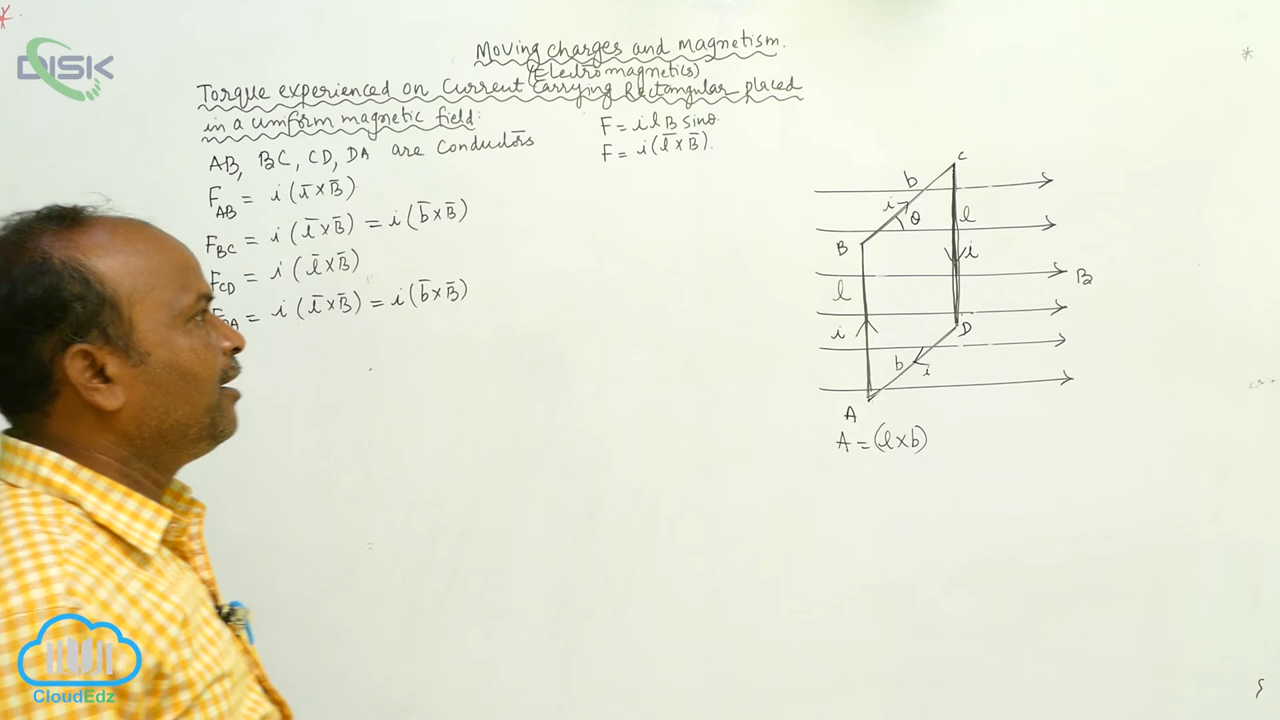 DISK
Moving charges and magnetism.
(Electromagnetics)
Torque experienced on Current Carrying Rectangular placed
in a uniform magnetic field:
F = i l B sinθ.
F = i(l̄ × B̄).
AB, BC, CD, DA are Conductors
F_AB = i(l̄ × B̄)
F_BC = i(l̄ × B̄) = i(b̄ × B̄)
F_CD = i(l̄ × B̄)
DA = i(l̄ × B̄) = i(b̄ × B̄)
C
b
i
θ
l
B
i
B
l
i
D
b
i
A
A = (l×b)
CloudEdz